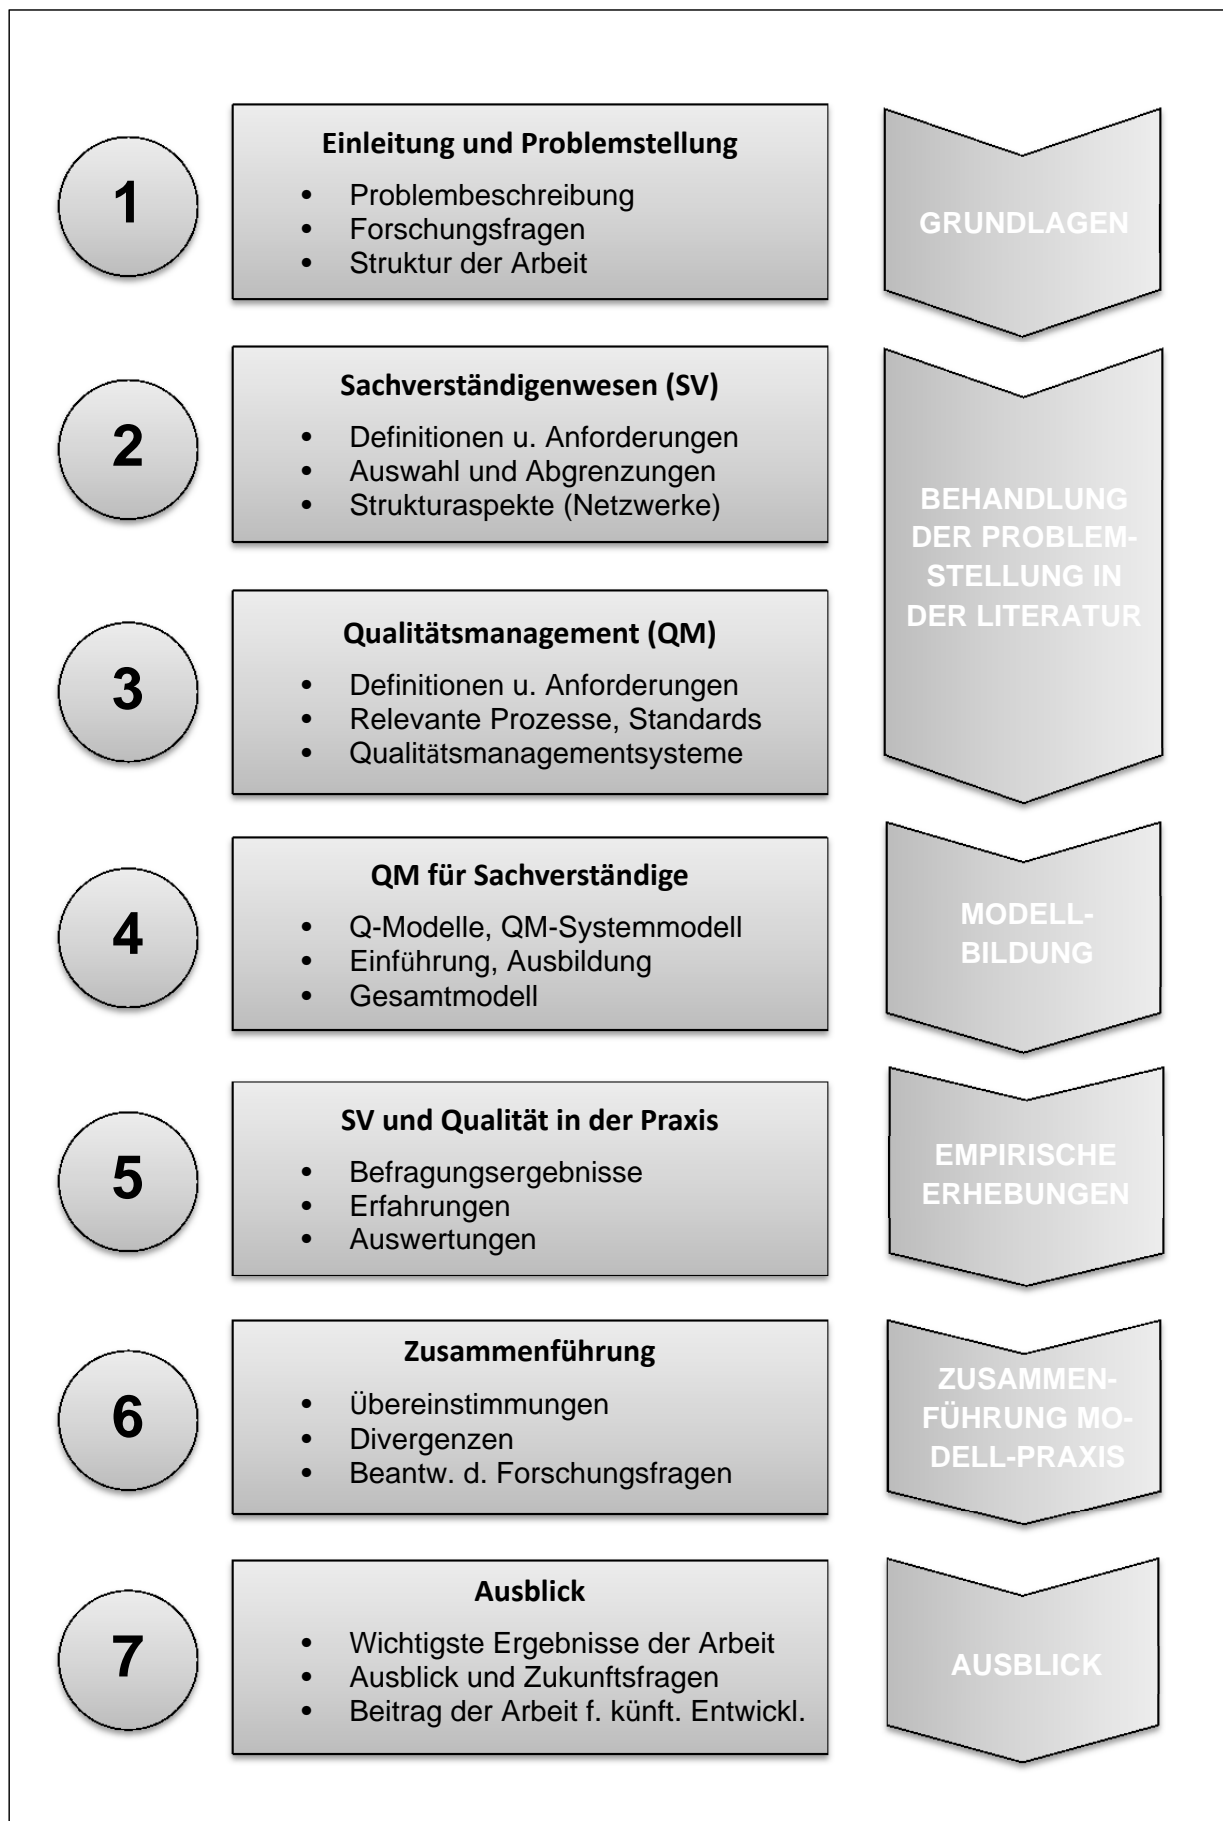 1
Einleitung und Problemstellung
• Problembeschreibung
• Forschungsfragen
• Struktur der Arbeit
GRUNDLAGEN
2
Sachverständigenwesen (SV)
• Definitionen u. Anforderungen
• Auswahl und Abgrenzungen
• Strukturaspekte (Netzwerke)
BEHANDLUNG
DER PROBLEM-
STELLUNG IN
DER LITERATUR
3
Qualitätsmanagement (QM)
• Definitionen u. Anforderungen
• Relevante Prozesse, Standards
• Qualitätsmanagementsysteme
4
QM für Sachverständige
• Q-Modelle, QM-Systemmodell
• Einführung, Ausbildung
• Gesamtmodell
MODELL-
BILDUNG
5
SV und Qualität in der Praxis
• Befragungsergebnisse
• Erfahrungen
• Auswertungen
EMPIRISCHE
ERHEBUNGEN
6
Zusammenführung
• Übereinstimmungen
• Divergenzen
• Beantw. d. Forschungsfragen
ZUSAMMEN-
FÜHRUNG MO-
DELL-PRAXIS
7
Ausblick
• Wichtigste Ergebnisse der Arbeit
• Ausblick und Zukunftsfragen
• Beitrag der Arbeit f. künft. Entwickl.
AUSBLICK